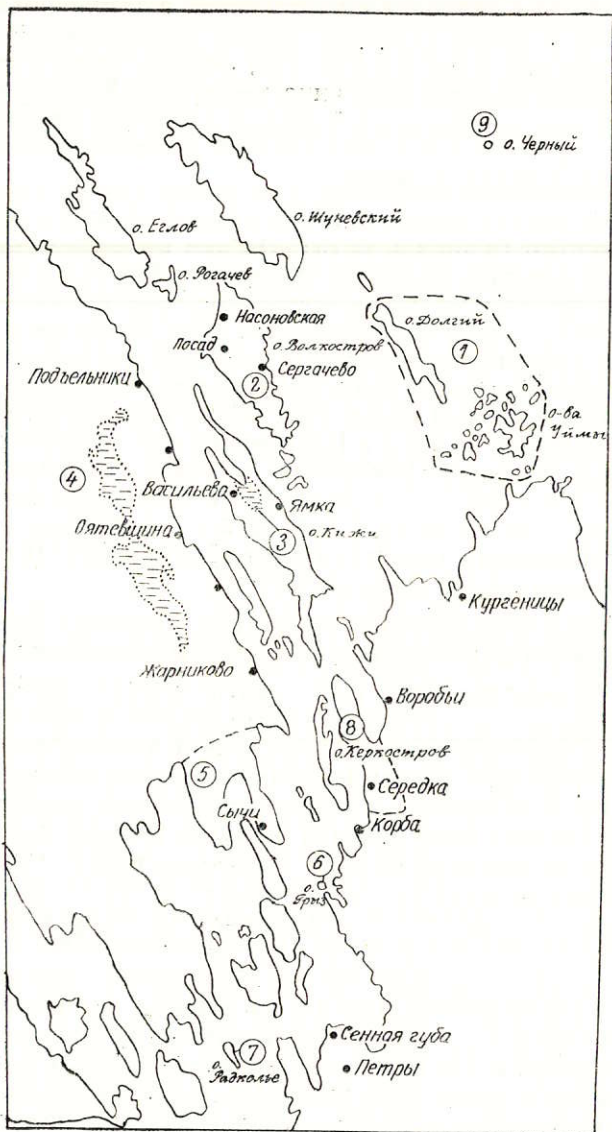 9
о. Черный
о. Шуневский
о. Еглов
о. Рогачев
Насоновская
о. Долгий
Посад
о. Волкостров
1
Сергачево
Подъельники
2
о-ва
Уймы
4
Васильева
Ямка
Оятевщина
о. Кижи
3
Кургеницы
Жарниково
Воробьи
8
о. Керкостров
5
Середка
Сычи
Корба
6
о.
Грыз
Сенная губа
7
о.
Радколье
Петры